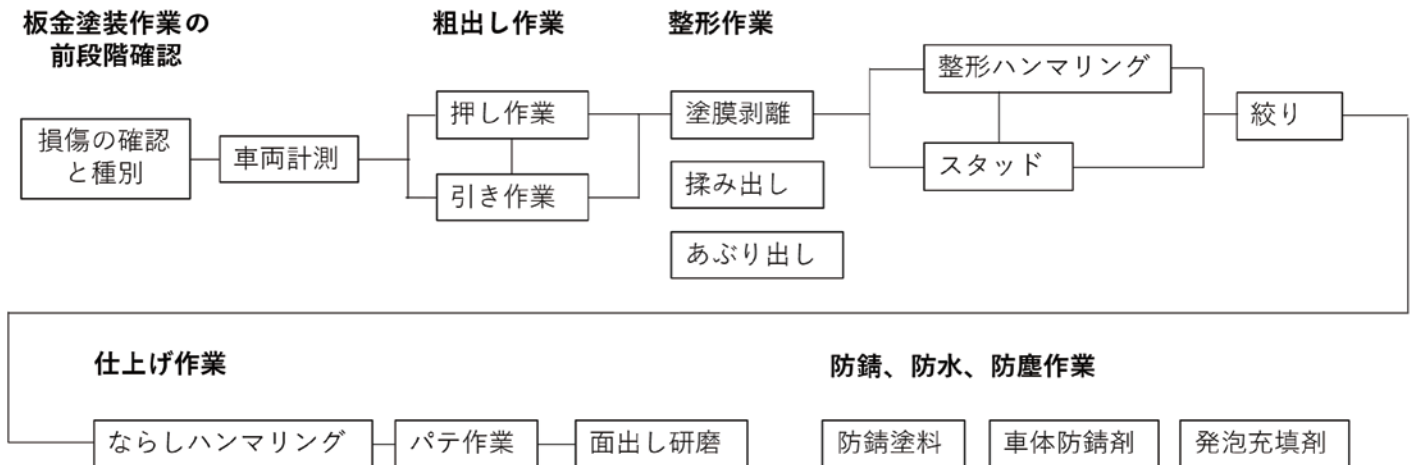 板金塗装作業の
前段階確認
粗出し作業
整形作業
損傷の確認
と種別
車両計測
押し作業
引き作業
塗膜剥離
揉み出し
あぶり出し
整形ハンマリング
スタッド
絞り
仕上げ作業
防錆、防水、防塵作業
ならしハンマリング
パテ作業
面出し研磨
防錆塗料
車体防錆剤
発泡充填剤